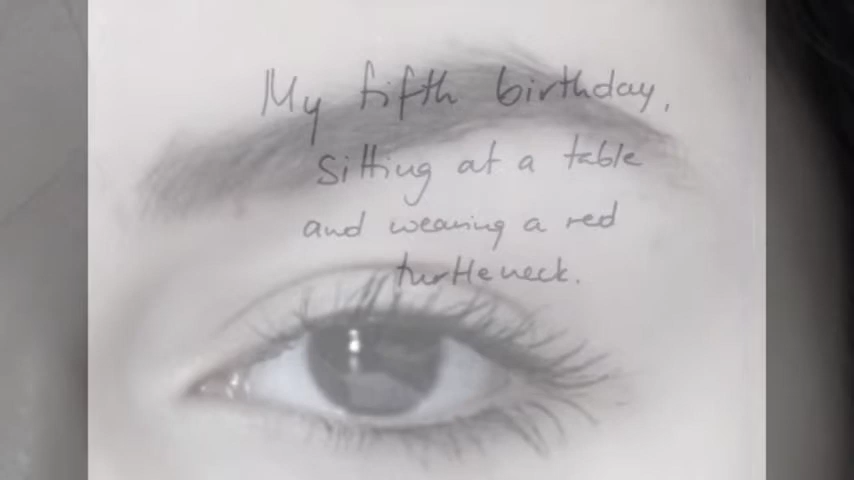 My fifth birthday,
sitting at a table
and wearing a red
turtleneck.